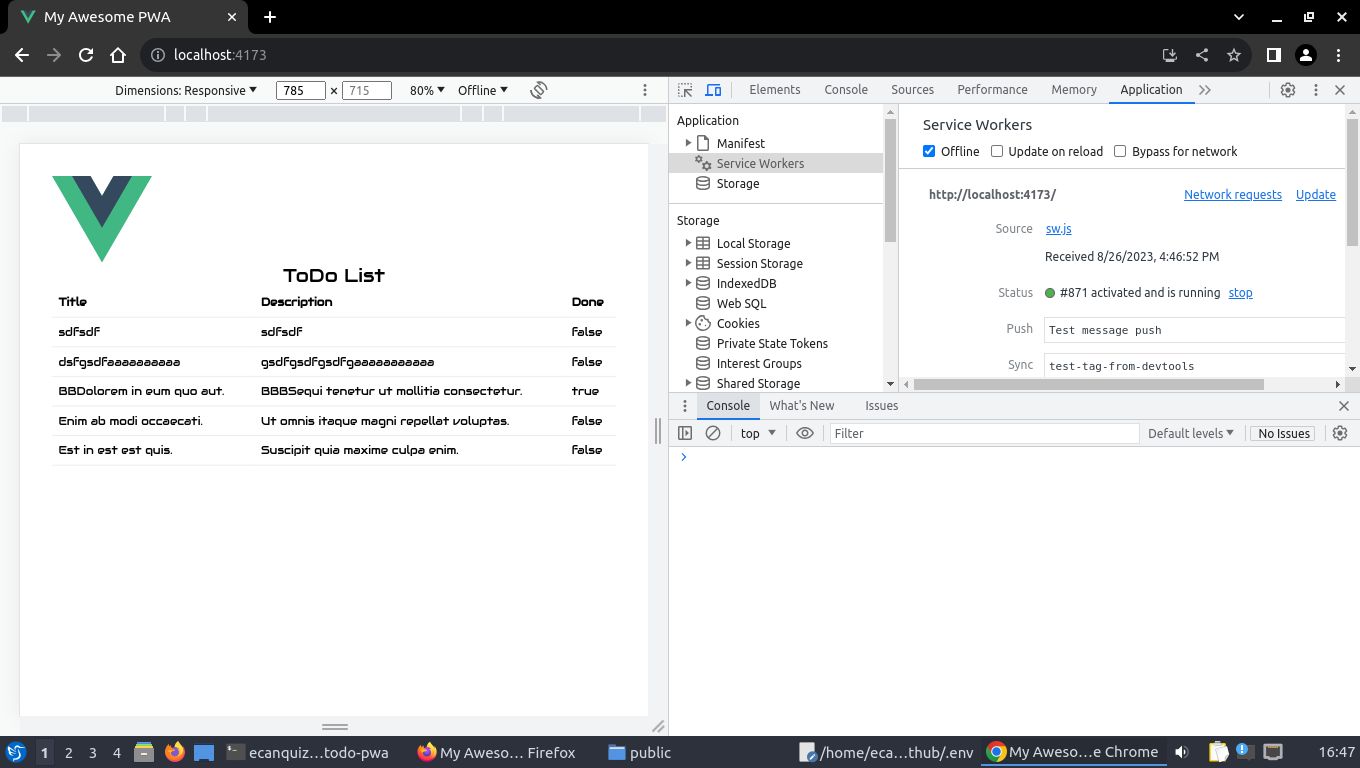 My Awesome PWA
localhost:4173
Dimensions: Responsive 785 × 715 80% Offline
Elements Console Sources Performance Memory Application
Application
Manifest
Service Workers
Storage
Storage
Local Storage
Session Storage
IndexedDB
Web SQL
Cookies
Private State Tokens
Interest Groups
Shared Storage
Service Workers
Offline Update on reload Bypass for network
http://localhost:4173/ Network requests Update
Source sw.js
Received 8/26/2023, 4:46:52 PM
Status #871 activated and is running stop
Push Test message push
Sync test-tag-from-devtools
ToDo List
Title Description Done
sdfsdf sdfsdf false
dsfgsdfaaaaaaaaaa gsdfgsdfgsdfgaaaaaaaaaaa false
BBDolorem in eum quo aut. BBBSequi tenetur ut mollitia consectetur. true
Enim ab modi occaecati. Ut omnis itaque magni repellat voluptas. false
Est in est est quis. Suscipit quia maxime culpa enim. false
Console What's New Issues
top Filter Default levels No Issues
1 2 3 4 ecanquiz...todo-pwa My Aweso... Firefox public /home/eca...thub/.env My Aweso...e Chrome 16:47